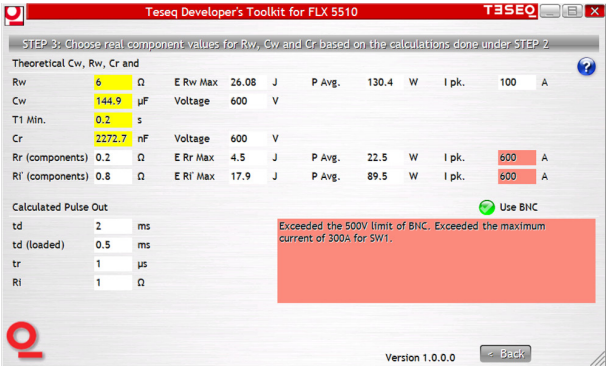 Teseq Developer's Toolkit for FLX 5510 TESEQ
STEP 3: Choose real component values for Rw, Cw and Cr based on the calculations done under STEP 2
Theoretical Cw, Rw, Cr and
?
Rw 6 Ω E Rw Max 26.08 J P Avg. 130.4 W I pk. 100 A
Cw 144.9 µF Voltage 600 V
T1 Min. 0.2 s
Cr 2272.7 nF Voltage 600 V
Rr (components) 0.2 Ω E Rr Max 4.5 J P Avg. 22.5 W I pk. 600 A
Ri' (components) 0.8 Ω E Ri' Max 17.9 J P Avg. 89.5 W I pk. 600 A
Calculated Pulse Out Use BNC
td 2 ms
td (loaded) 0.5 ms
tr 1 µs
Ri 1 Ω
Exceeded the 500V limit of BNC. Exceeded the maximum
current of 300A for SW1.
Version 1.0.0.0 < Back